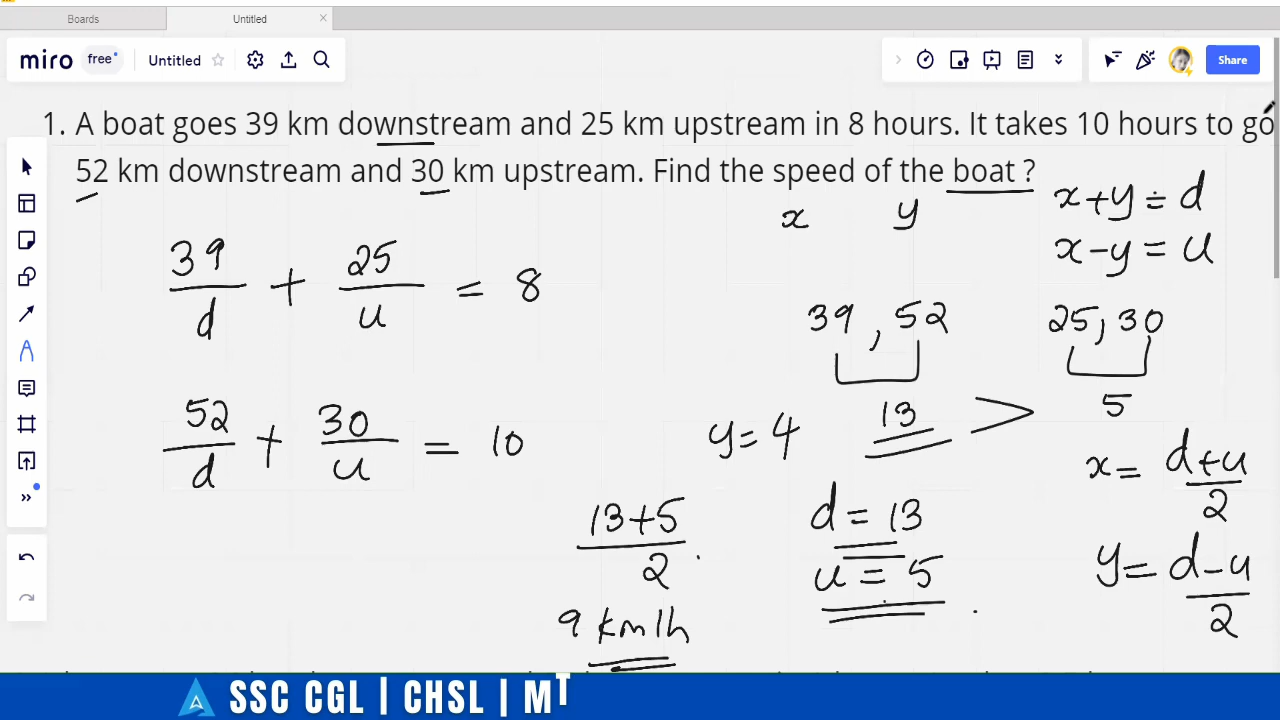 Boards
Untitled
miro free Untitled
Share
1. A boat goes 39 km downstream and 25 km upstream in 8 hours. It takes 10 hours to go
52 km downstream and 30 km upstream. Find the speed of the boat ?
x y
x+y = d
x-y = u
39/d + 25/u = 8
39, 52
25, 30
13 > 5
52/d + 30/u = 10
y = 4
x = d+u/2
13+5/2
d = 13
u = 5
y = d-u/2
9 km/h
SSC CGL | CHSL | MT